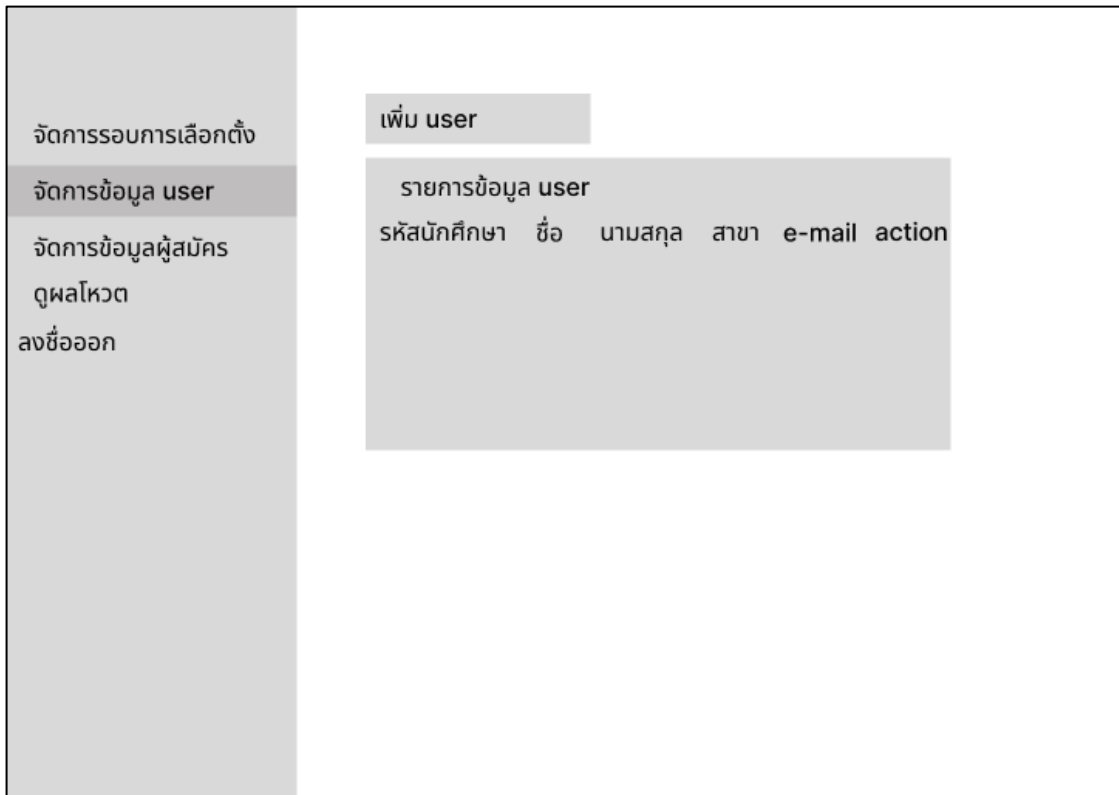 จัดการรอบการเลือกตั้ง
จัดการข้อมูล user
จัดการข้อมูลผู้สมัคร
ดูผลโหวต
ลงชื่อออก
เพิ่ม user
รายการข้อมูล user
รหัสนักศึกษา ชื่อ นามสกุล สาขา e-mail action